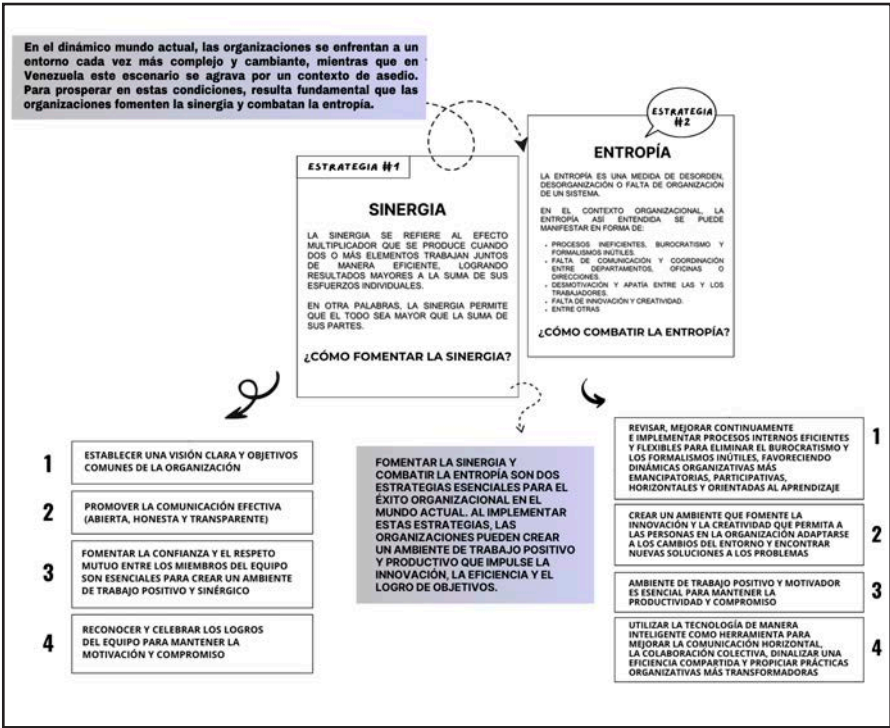 En el dinámico mundo actual, las organizaciones se enfrentan a un
entorno cada vez más complejo y cambiante, mientras que en
Venezuela este escenario se agrava por un contexto de asedio.
Para prosperar en estas condiciones, resulta fundamental que las
organizaciones fomenten la sinergia y combatan la entropía.
ESTRATEGIA #1
SINERGIA
LA SINERGIA SE REFIERE AL EFECTO
MULTIPLICADOR QUE SE PRODUCE CUANDO
DOS O MÁS ELEMENTOS TRABAJAN JUNTOS
DE MANERA EFICIENTE, LOGRANDO
RESULTADOS MAYORES A LA SUMA DE SUS
ESFUERZOS INDIVIDUALES.
EN OTRA PALABRAS, LA SINERGIA PERMITE
QUE EL TODO SEA MAYOR QUE LA SUMA DE
SUS PARTES.
¿CÓMO FOMENTAR LA SINERGIA?
ESTRATEGIA
#2
ENTROPÍA
LA ENTROPÍA ES UNA MEDIDA DE DESORDEN,
DESORGANIZACIÓN O FALTA DE ORGANIZACIÓN
DE UN SISTEMA.
EN EL CONTEXTO ORGANIZACIONAL, LA
ENTROPÍA ASÍ ENTENDIDA SE PUEDE
MANIFESTAR EN FORMA DE:
• PROCESOS INEFICIENTES, BUROCRATISMO Y
FORMALISMOS INÚTILES.
• FALTA DE COMUNICACIÓN Y COORDINACIÓN
ENTRE DEPARTAMENTOS, OFICINAS O
DIRECCIONES.
• DESMOTIVACIÓN Y APATÍA ENTRE LAS Y LOS
TRABAJADORES.
• FALTA DE INNOVACIÓN Y CREATIVIDAD.
• ENTRE OTRAS
¿CÓMO COMBATIR LA ENTROPÍA?
1
ESTABLECER UNA VISIÓN CLARA Y OBJETIVOS
COMUNES DE LA ORGANIZACIÓN
2
PROMOVER LA COMUNICACIÓN EFECTIVA
(ABIERTA, HONESTA Y TRANSPARENTE)
3
FOMENTAR LA CONFIANZA Y EL RESPETO
MUTUO ENTRE LOS MIEMBROS DEL EQUIPO
SON ESENCIALES PARA CREAR UN AMBIENTE
DE TRABAJO POSITIVO Y SINÉRGICO
4
RECONOCER Y CELEBRAR LOS LOGROS
DEL EQUIPO PARA MANTENER LA
MOTIVACIÓN Y COMPROMISO
FOMENTAR LA SINERGIA Y
COMBATIR LA ENTROPÍA SON DOS
ESTRATEGIAS ESENCIALES PARA EL
ÉXITO ORGANIZACIONAL EN EL
MUNDO ACTUAL. AL IMPLEMENTAR
ESTAS ESTRATEGIAS, LAS
ORGANIZACIONES PUEDEN CREAR
UN AMBIENTE DE TRABAJO POSITIVO
Y PRODUCTIVO QUE IMPULSE LA
INNOVACIÓN, LA EFICIENCIA Y EL
LOGRO DE OBJETIVOS.
REVISAR, MEJORAR CONTINUAMENTE
E IMPLEMENTAR PROCESOS INTERNOS EFICIENTES
Y FLEXIBLES PARA ELIMINAR EL BUROCRATISMO Y
LOS FORMALISMOS INÚTILES, FAVORECIENDO
DINÁMICAS ORGANIZATIVAS MÁS
EMANCIPATORIAS, PARTICIPATIVAS,
HORIZONTALES Y ORIENTADAS AL APRENDIZAJE
1
CREAR UN AMBIENTE QUE FOMENTE LA
INNOVACIÓN Y LA CREATIVIDAD QUE PERMITA A
LAS PERSONAS EN LA ORGANIZACIÓN ADAPTARSE
A LOS CAMBIOS DEL ENTORNO Y ENCONTRAR
NUEVAS SOLUCIONES A LOS PROBLEMAS
2
AMBIENTE DE TRABAJO POSITIVO Y MOTIVADOR
ES ESENCIAL PARA MANTENER LA
PRODUCTIVIDAD Y COMPROMISO
3
UTILIZAR LA TECNOLOGÍA DE MANERA
INTELIGENTE COMO HERRAMIENTA PARA
MEJORAR LA COMUNICACIÓN HORIZONTAL,
LA COLABORACIÓN COLECTIVA, DINALIZAR UNA
EFICIENCIA COMPARTIDA Y PROPICIAR PRÁCTICAS
ORGANIZATIVAS MÁS TRANSFORMADORAS
4